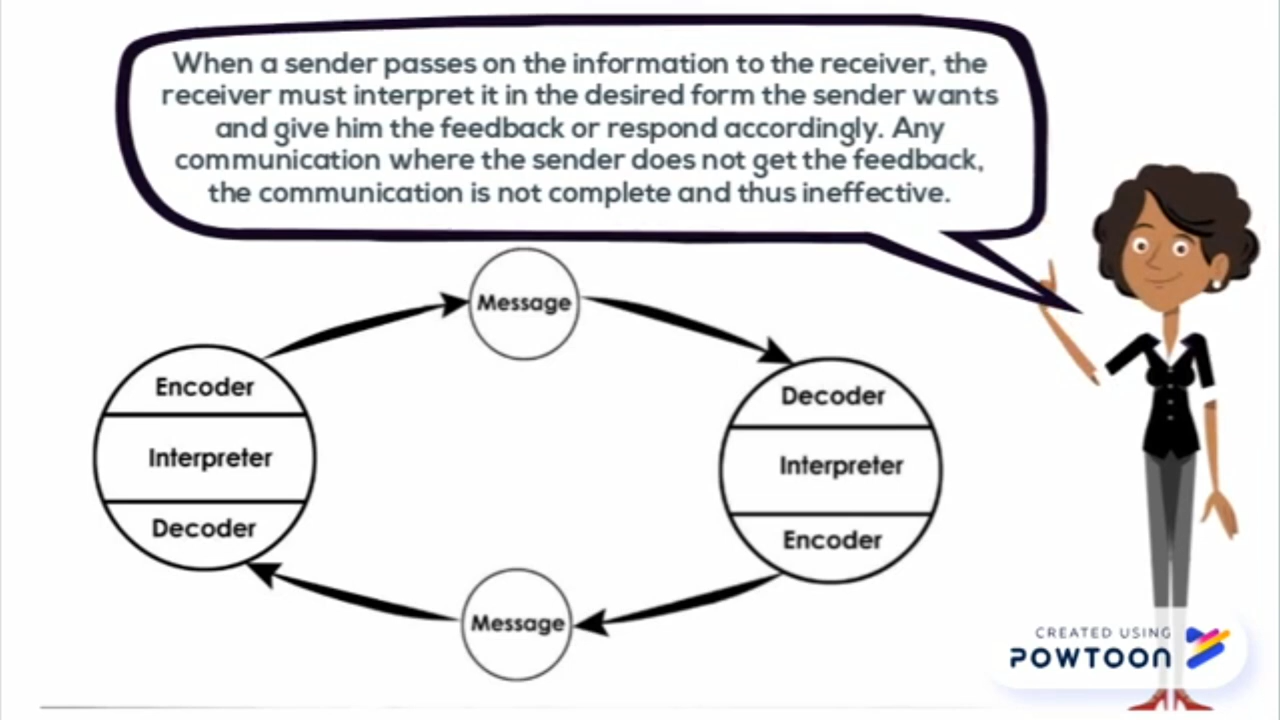 When a sender passes on the information to the receiver, the
receiver must interpret it in the desired form the sender wants
and give him the feedback or respond accordingly. Any
communication where the sender does not get the feedback,
the communication is not complete and thus ineffective.
Message
Encoder
Interpreter
Decoder
Decoder
Interpreter
Encoder
Message
CREATED USING
POWTOON